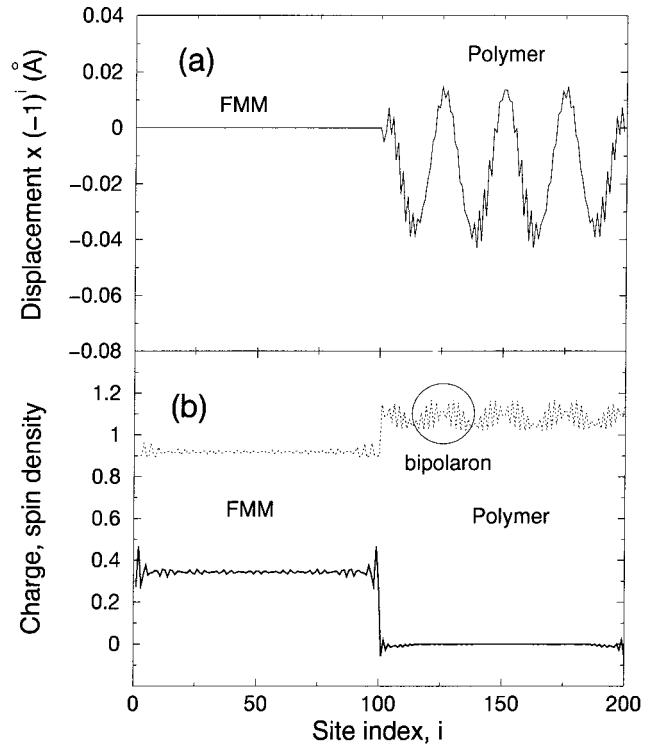 0.04
0.02
0
−0.02
−0.04
−0.06
−0.08
Displacement x (−1)^i (Å)
(a)
FMM
Polymer
1.2
1
0.8
0.6
0.4
0.2
0
Charge, spin density
(b)
bipolaron
FMM
Polymer
0
50
100
150
200
Site index, i